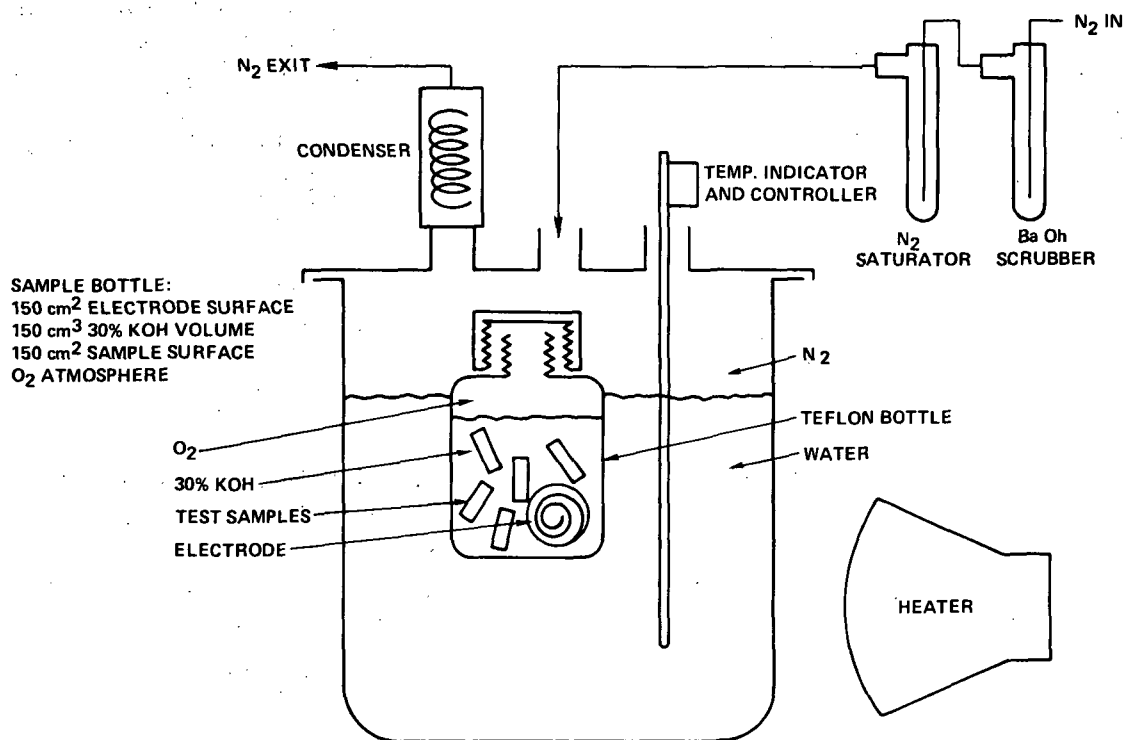 N2 IN
N2 EXIT
CONDENSER
TEMP. INDICATOR
AND CONTROLLER
N2
SATURATOR
Ba Oh
SCRUBBER
SAMPLE BOTTLE:
150 cm2 ELECTRODE SURFACE
150 cm3 30% KOH VOLUME
150 cm2 SAMPLE SURFACE
O2 ATMOSPHERE
N2
TEFLON BOTTLE
WATER
O2
30% KOH
TEST SAMPLES
ELECTRODE
HEATER